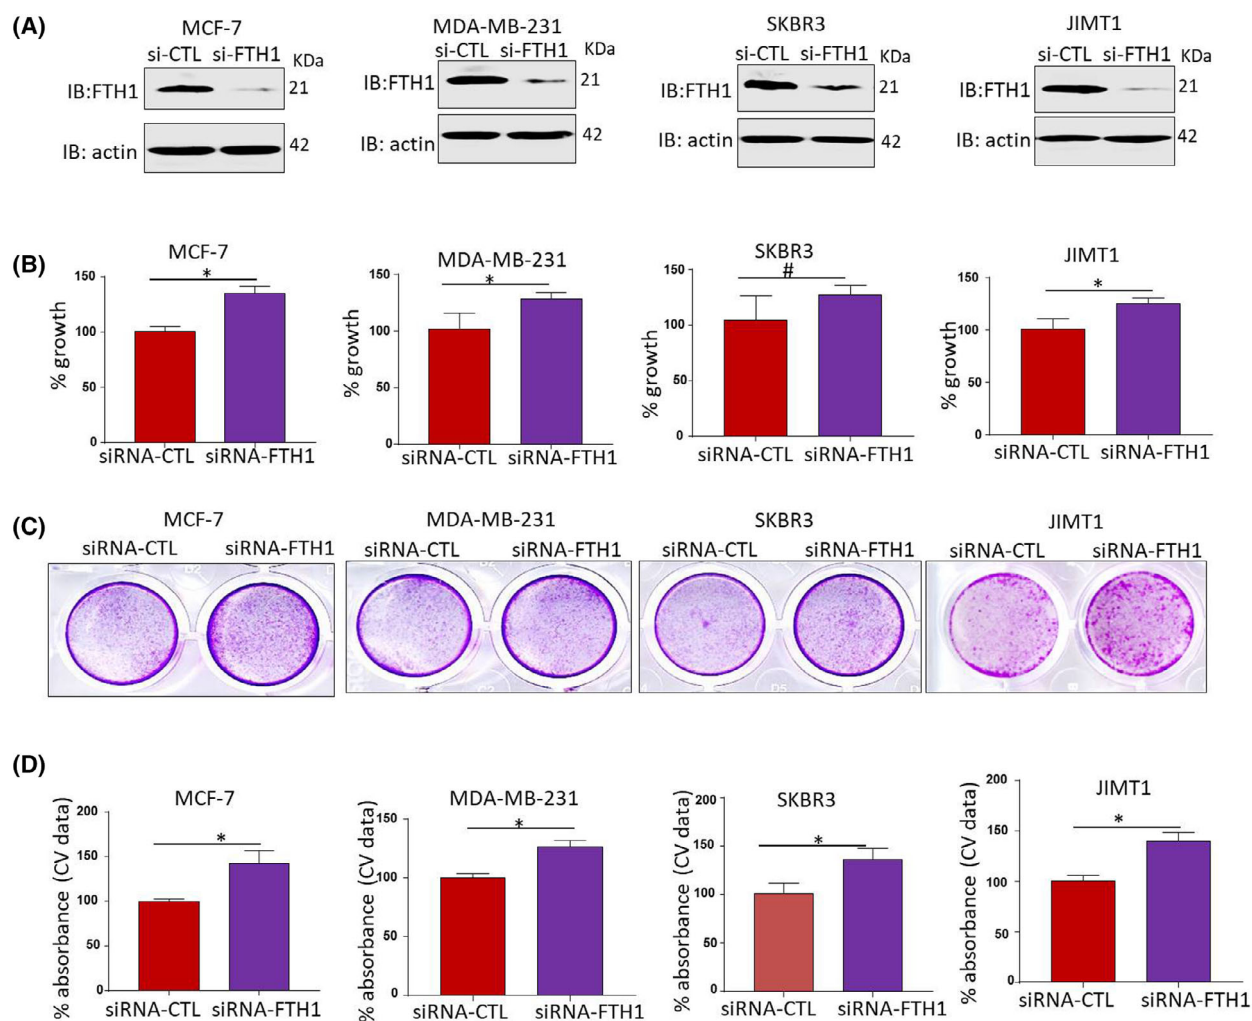 (A)
MCF-7 MDA-MB-231 SKBR3 JIMT1
si-CTL si-FTH1 KDa si-CTL si-FTH1 KDa si-CTL si-FTH1 KDa si-CTL si-FTH1 KDa
IB:FTH1 21 IB:FTH1 21 IB:FTH1 21 IB:FTH1 21
IB: actin 42 IB: actin 42 IB: actin 42 IB: actin 42
(B)
MCF-7
% growth
150
100
50
0
*
siRNA-CTL siRNA-FTH1
MDA-MB-231
% growth
150
100
50
0
*
siRNA-CTL siRNA-FTH1
SKBR3
% growth
150
100
50
0
#
siRNA-CTL siRNA-FTH1
JIMT1
% growth
150
100
50
0
*
siRNA-CTL siRNA-FTH1
(C)
MCF-7 MDA-MB-231 SKBR3 JIMT1
siRNA-CTL siRNA-FTH1 siRNA-CTL siRNA-FTH1 siRNA-CTL siRNA-FTH1 siRNA-CTL siRNA-FTH1
(D)
MCF-7
% absorbance (CV data)
200
150
100
50
0
*
siRNA-CTL siRNA-FTH1
MDA-MB-231
% absorbance (CV data)
150
100
50
0
*
siRNA-CTL siRNA-FTH1
SKBR3
% absorbance (CV data)
200
150
100
50
0
*
siRNA-CTL siRNA-FTH1
JIMT1
% absorbance (CV data)
200
150
100
50
0
*
siRNA-CTL siRNA-FTH1